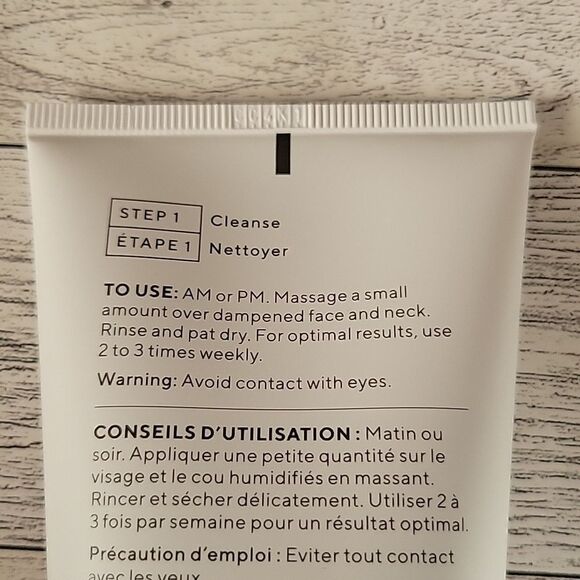 STEP 1 Cleanse
ÉTAPE 1 Nettoyer
TO USE: AM or PM. Massage a small
amount over dampened face and neck.
Rinse and pat dry. For optimal results, use
2 to 3 times weekly.
Warning: Avoid contact with eyes.
CONSEILS D'UTILISATION : Matin ou
soir. Appliquer une petite quantité sur le
visage et le cou humidifiés en massant.
Rincer et sécher délicatement. Utiliser 2 à
3 fois par semaine pour un résultat optimal.
Précaution d'emploi : Eviter tout contact
avec les yeux